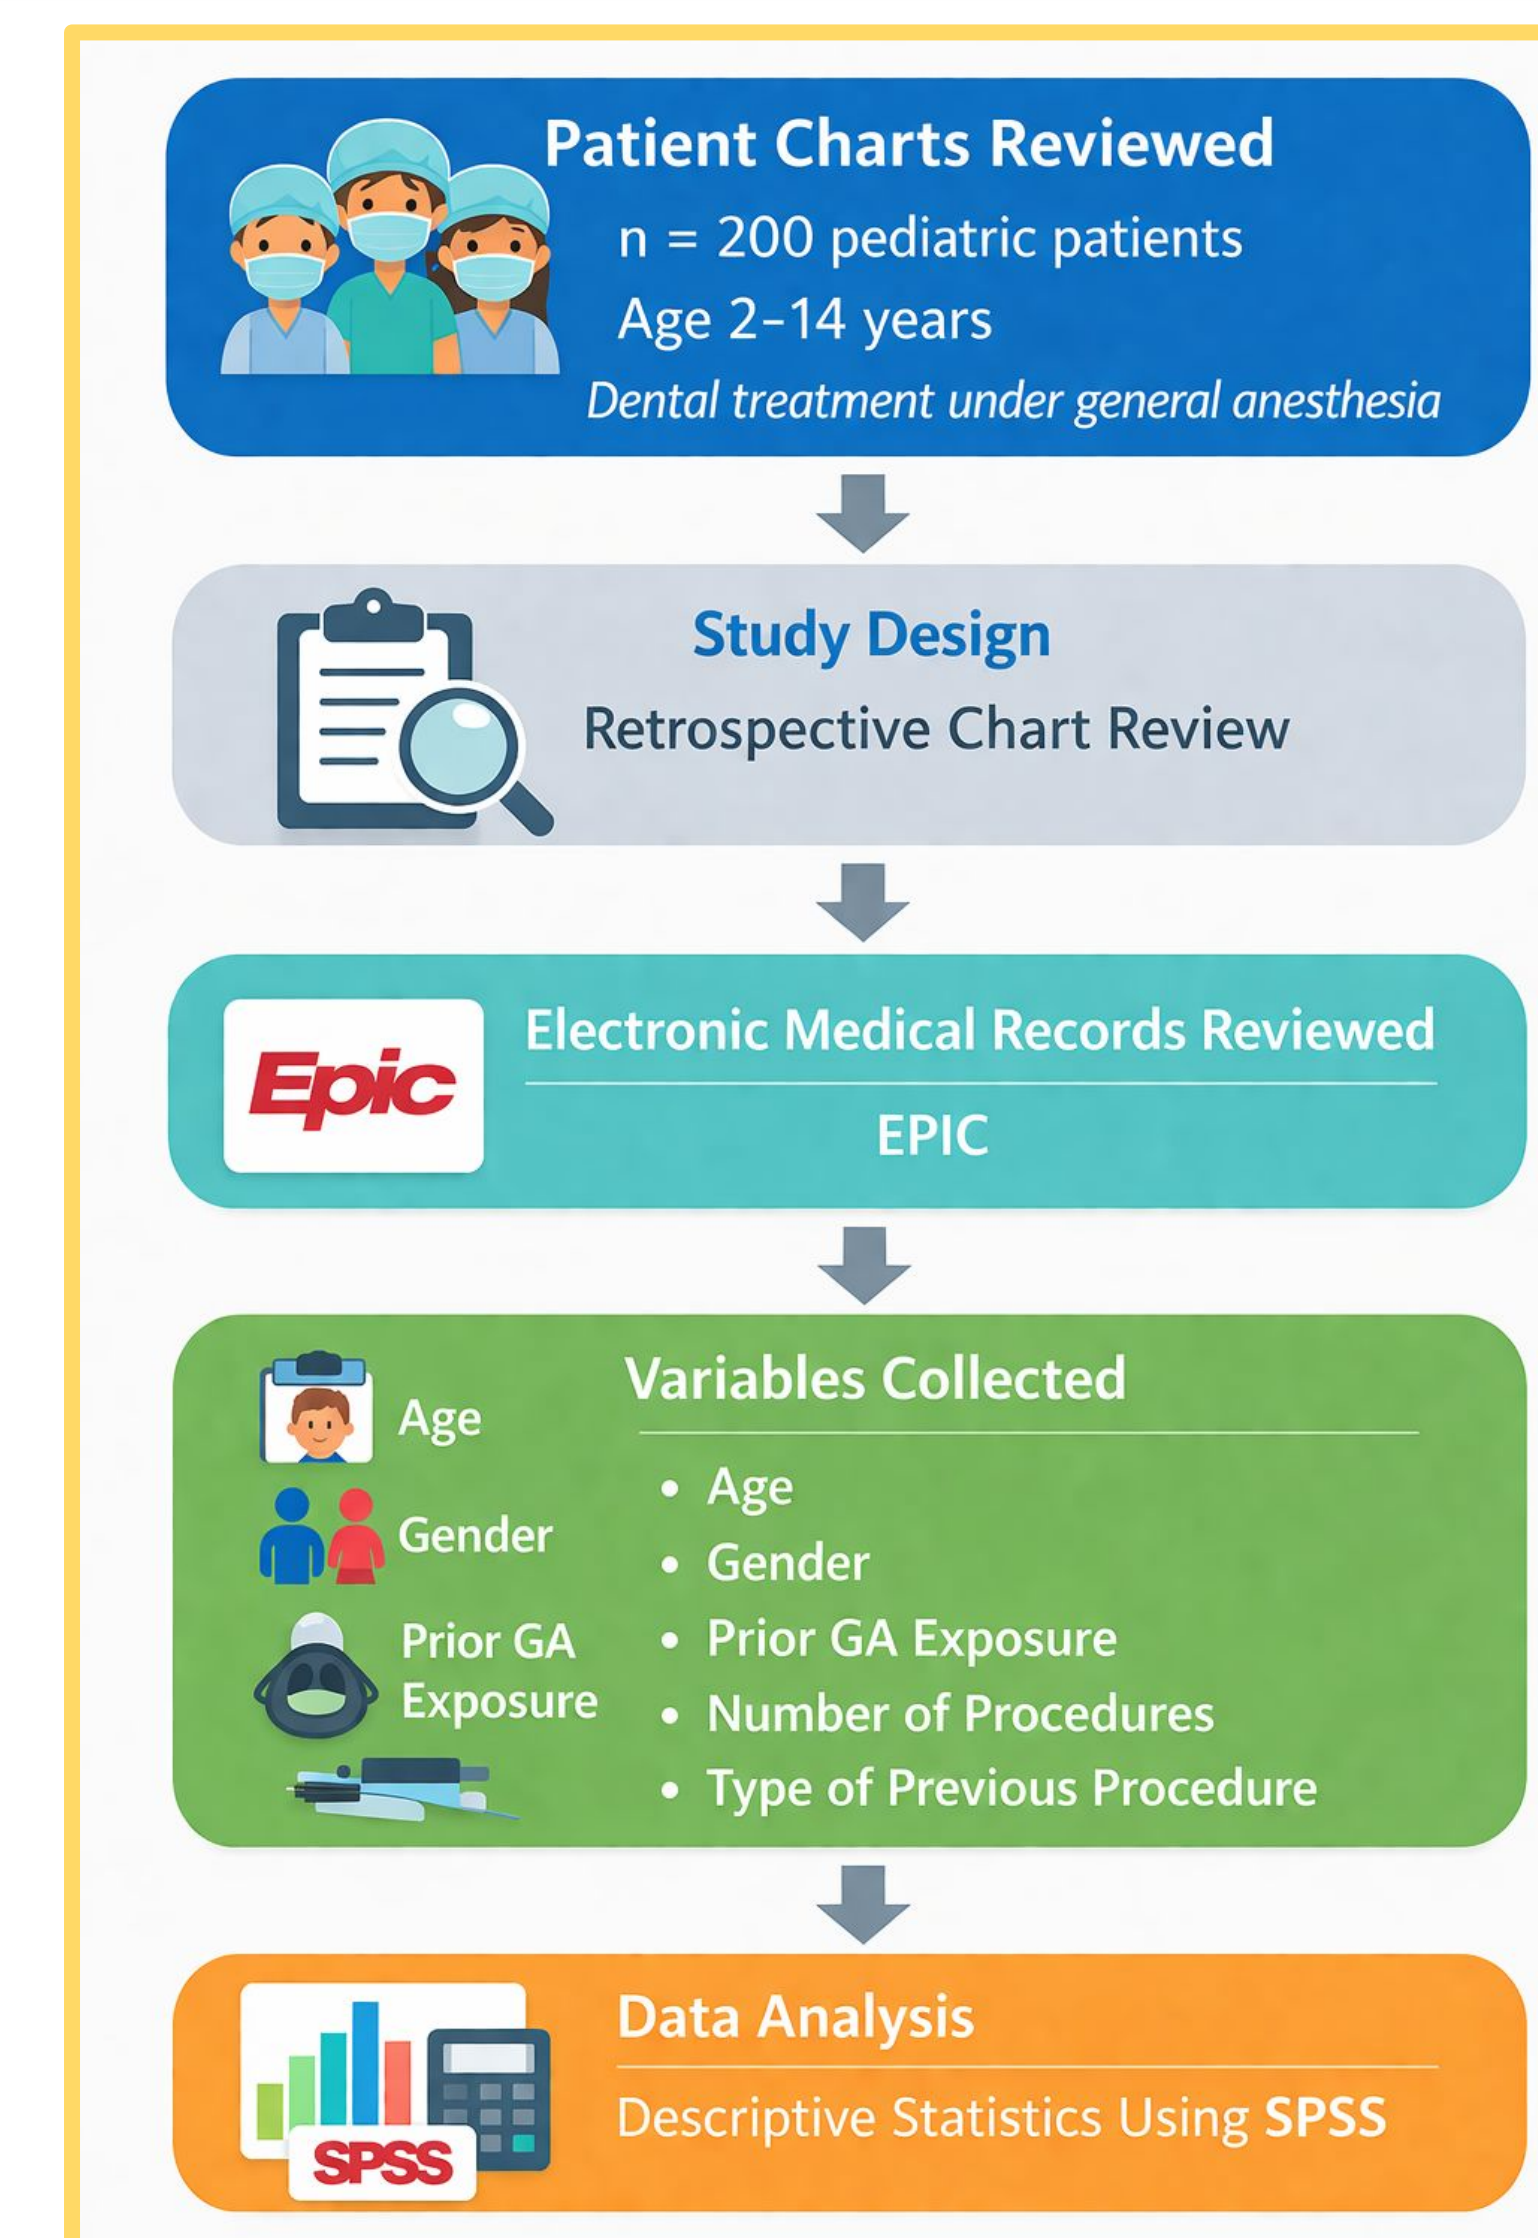 Patient Charts Reviewed
n = 200 pediatric patients
Age 2-14 years
Dental treatment under general anesthesia
Study Design
Retrospective Chart Review
Epic
Electronic Medical Records Reviewed
EPIC
Variables Collected
Age
Gender
Prior GA
Exposure
• Age
• Gender
• Prior GA Exposure
• Number of Procedures
• Type of Previous Procedure
Data Analysis
Descriptive Statistics Using SPSS
SPSS